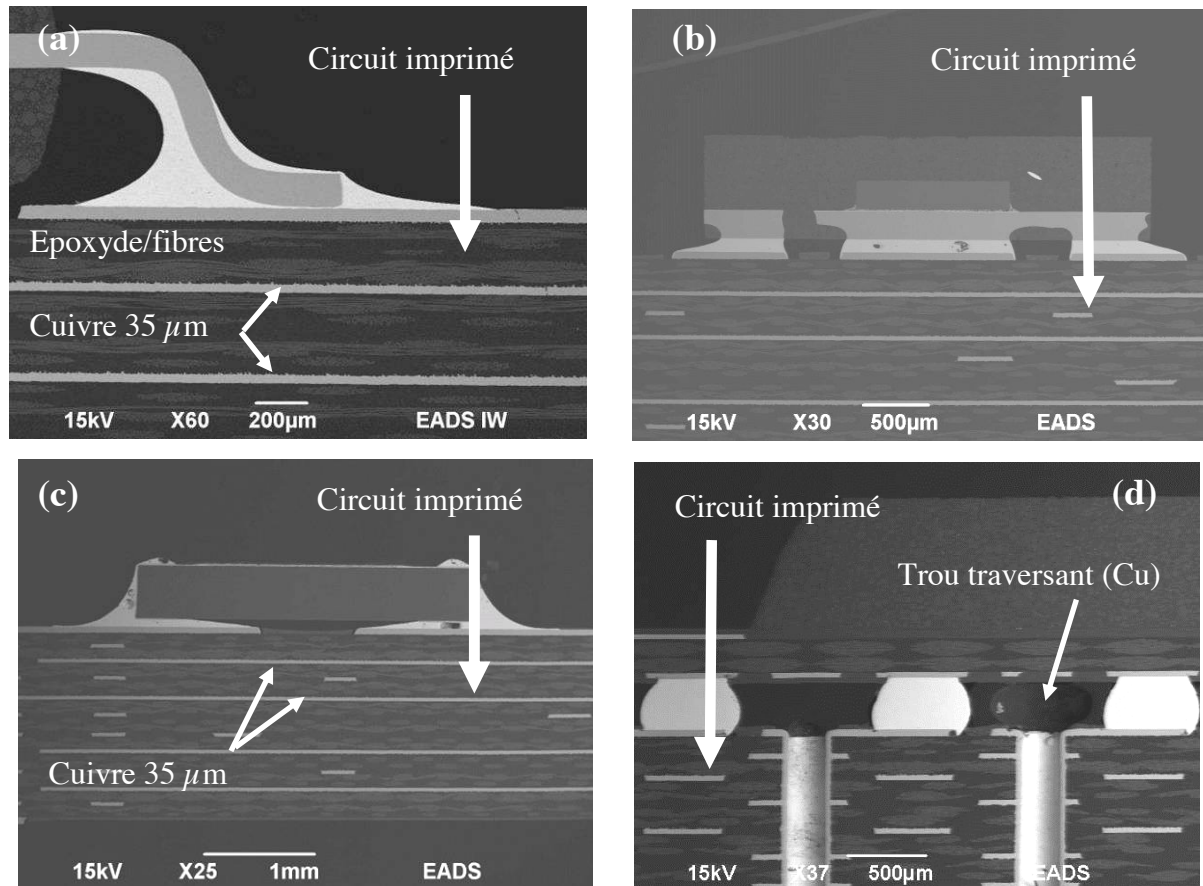 (a)
Circuit imprimé
Epoxyde/fibres
Cuivre 35 µm
15kV X60 200µm EADS IW
(b)
Circuit imprimé
15kV X30 500µm EADS
(c)
Circuit imprimé
Cuivre 35 µm
15kV X25 1mm EADS
(d)
Circuit imprimé
Trou traversant (Cu)
15kV X37 500µm EADS